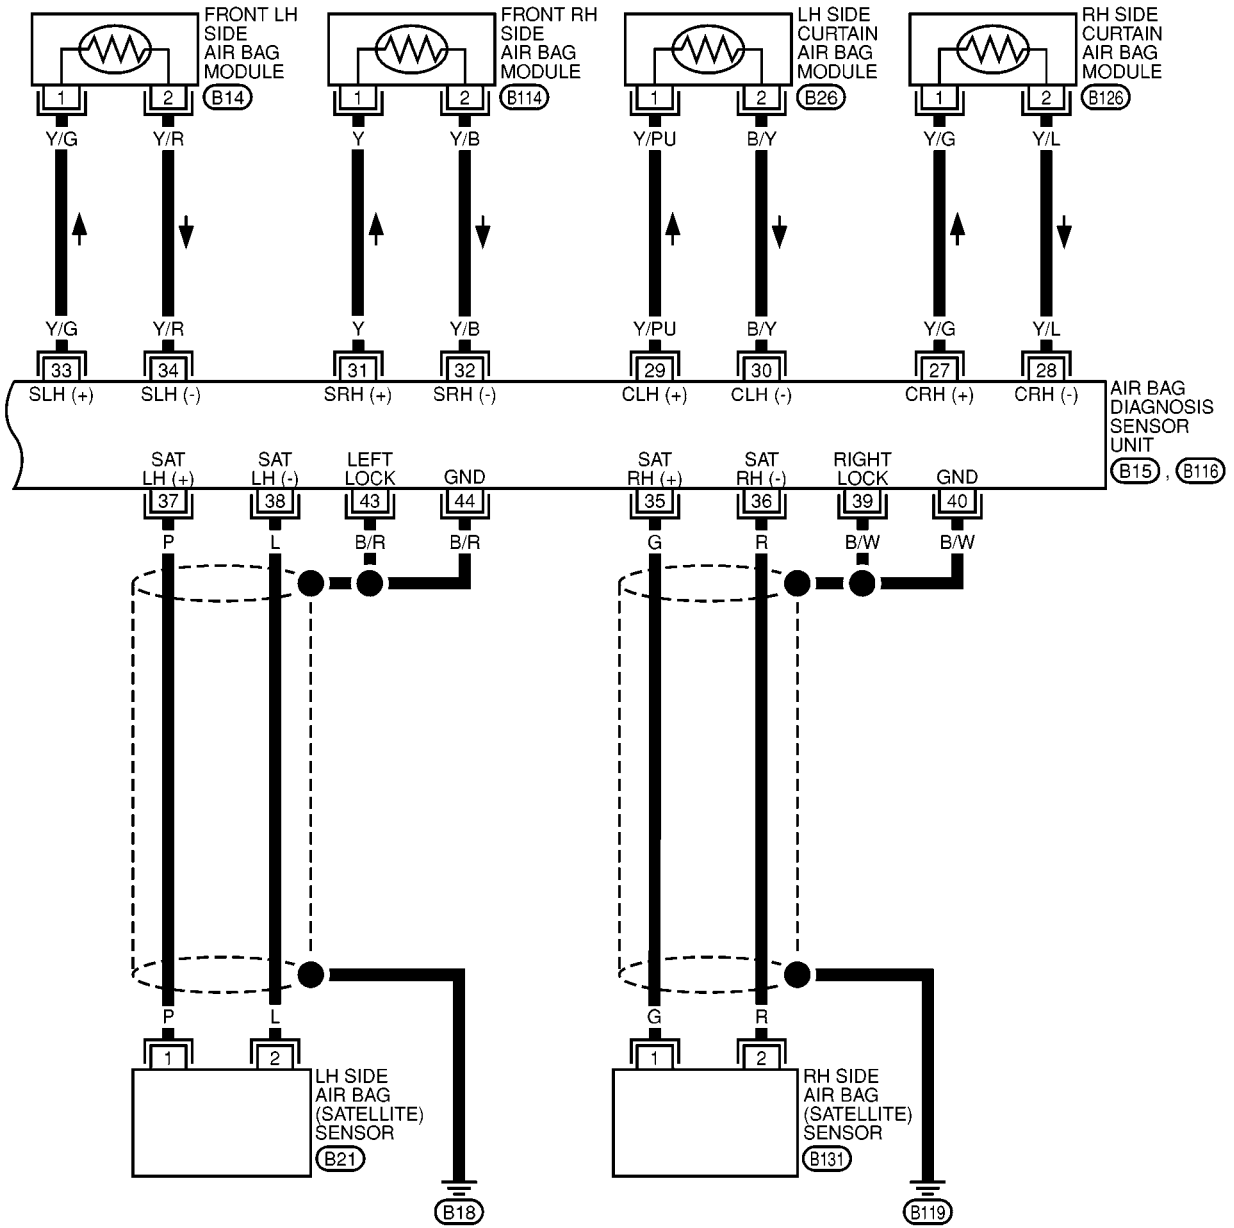 FRONT LH
SIDE
AIR BAG
MODULE
B14
FRONT RH
SIDE
AIR BAG
MODULE
B114
LH SIDE
CURTAIN
AIR BAG
MODULE
B26
RH SIDE
CURTAIN
AIR BAG
MODULE
B126
1 2 1 2 1 2 1 2
Y/G Y/R Y Y/B Y/PU B/Y Y/G Y/L
Y/G Y/R Y Y/B Y/PU B/Y Y/G Y/L
33 34 31 32 29 30 27 28
SLH (+) SLH (-) SRH (+) SRH (-) CLH (+) CLH (-) CRH (+) CRH (-)
AIR BAG
DIAGNOSIS
SENSOR
UNIT
B15 , B116
SAT
LH (+)
SAT
LH (-)
LEFT
LOCK
GND
SAT
RH (+)
SAT
RH (-)
RIGHT
LOCK
GND
37 38 43 44 35 36 39 40
P L B/R B/R G R B/W B/W
P L G R
1 2 1 2
LH SIDE
AIR BAG
(SATELLITE)
SENSOR
B21
RH SIDE
AIR BAG
(SATELLITE)
SENSOR
B131
B18
B119